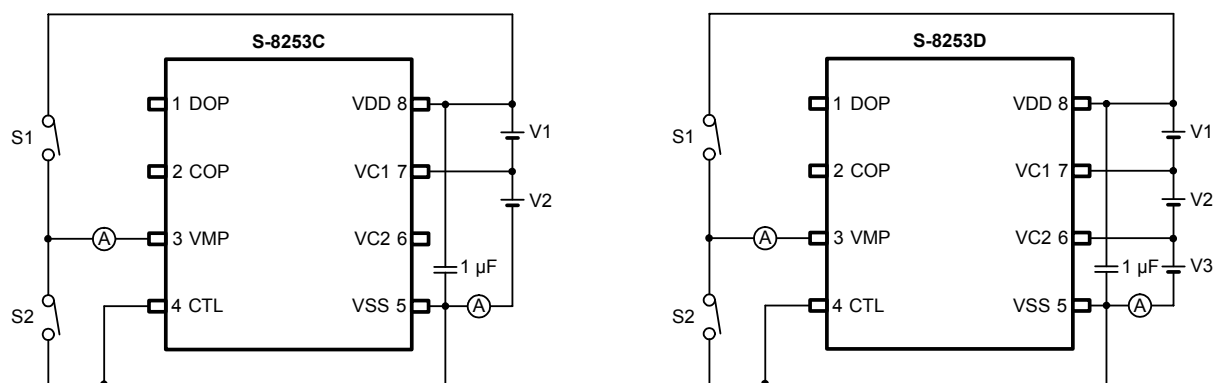 S-8253C
1 DOP
VDD 8
S1
V1
2 COP
VC1 7
V2
A
3 VMP
VC2 6
1 µF
S2
4 CTL
VSS 5
A
S-8253D
1 DOP
VDD 8
S1
V1
2 COP
VC1 7
V2
A
3 VMP
VC2 6
1 µF
V3
S2
4 CTL
VSS 5
A